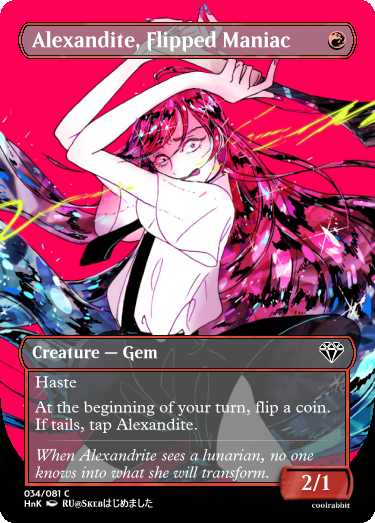 Alexandite, Flipped Maniac
Creature — Gem
Haste
At the beginning of your turn, flip a coin.
If tails, tap Alexandite.
When Alexandrite sees a lunarian, no one
knows into what she will transform.
2/1
034/081 C
HnK RU@Skebはじめました
coolrabbit